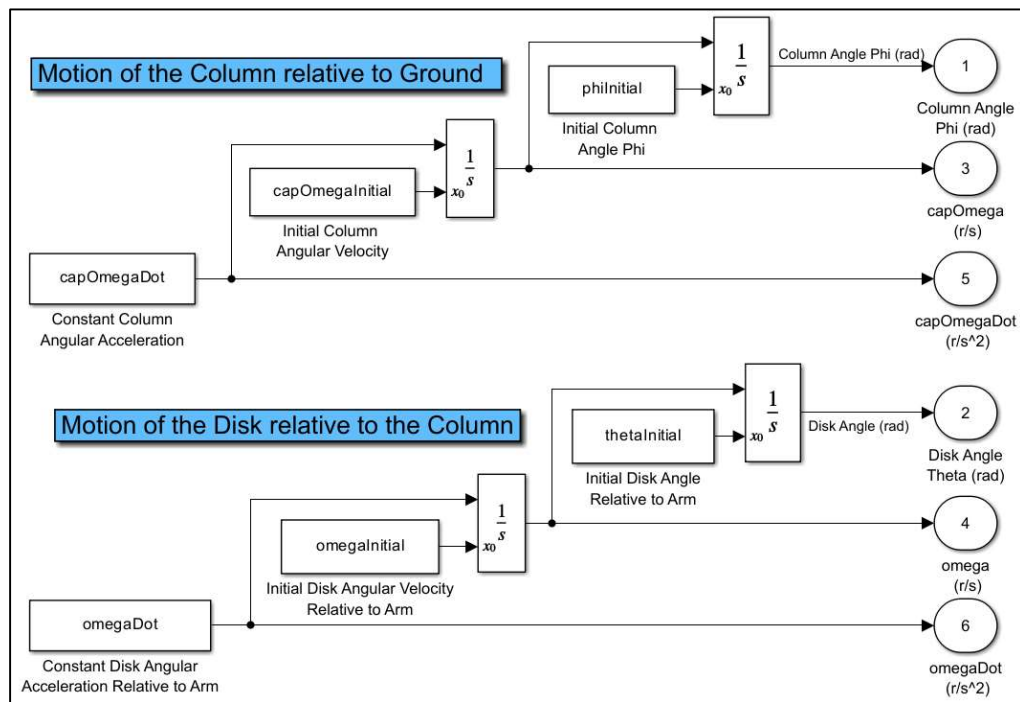 Motion of the Column relative to Ground
phiInitial
x0
1
s
Column Angle Phi (rad)
1
Initial Column
Angle Phi
Column Angle
Phi (rad)
capOmegaInitial
x0
1
s
3
Initial Column
Angular Velocity
capOmega
(r/s)
capOmegaDot
5
Constant Column
Angular Acceleration
capOmegaDot
(r/s^2)
Motion of the Disk relative to the Column
thetaInitial
x0
1
s
Disk Angle (rad)
2
Initial Disk Angle
Relative to Arm
Disk Angle
Theta (rad)
omegaInitial
x0
1
s
4
Initial Disk Angular Velocity
Relative to Arm
omega
(r/s)
omegaDot
6
Constant Disk Angular
Acceleration Relative to Arm
omegaDot
(r/s^2)